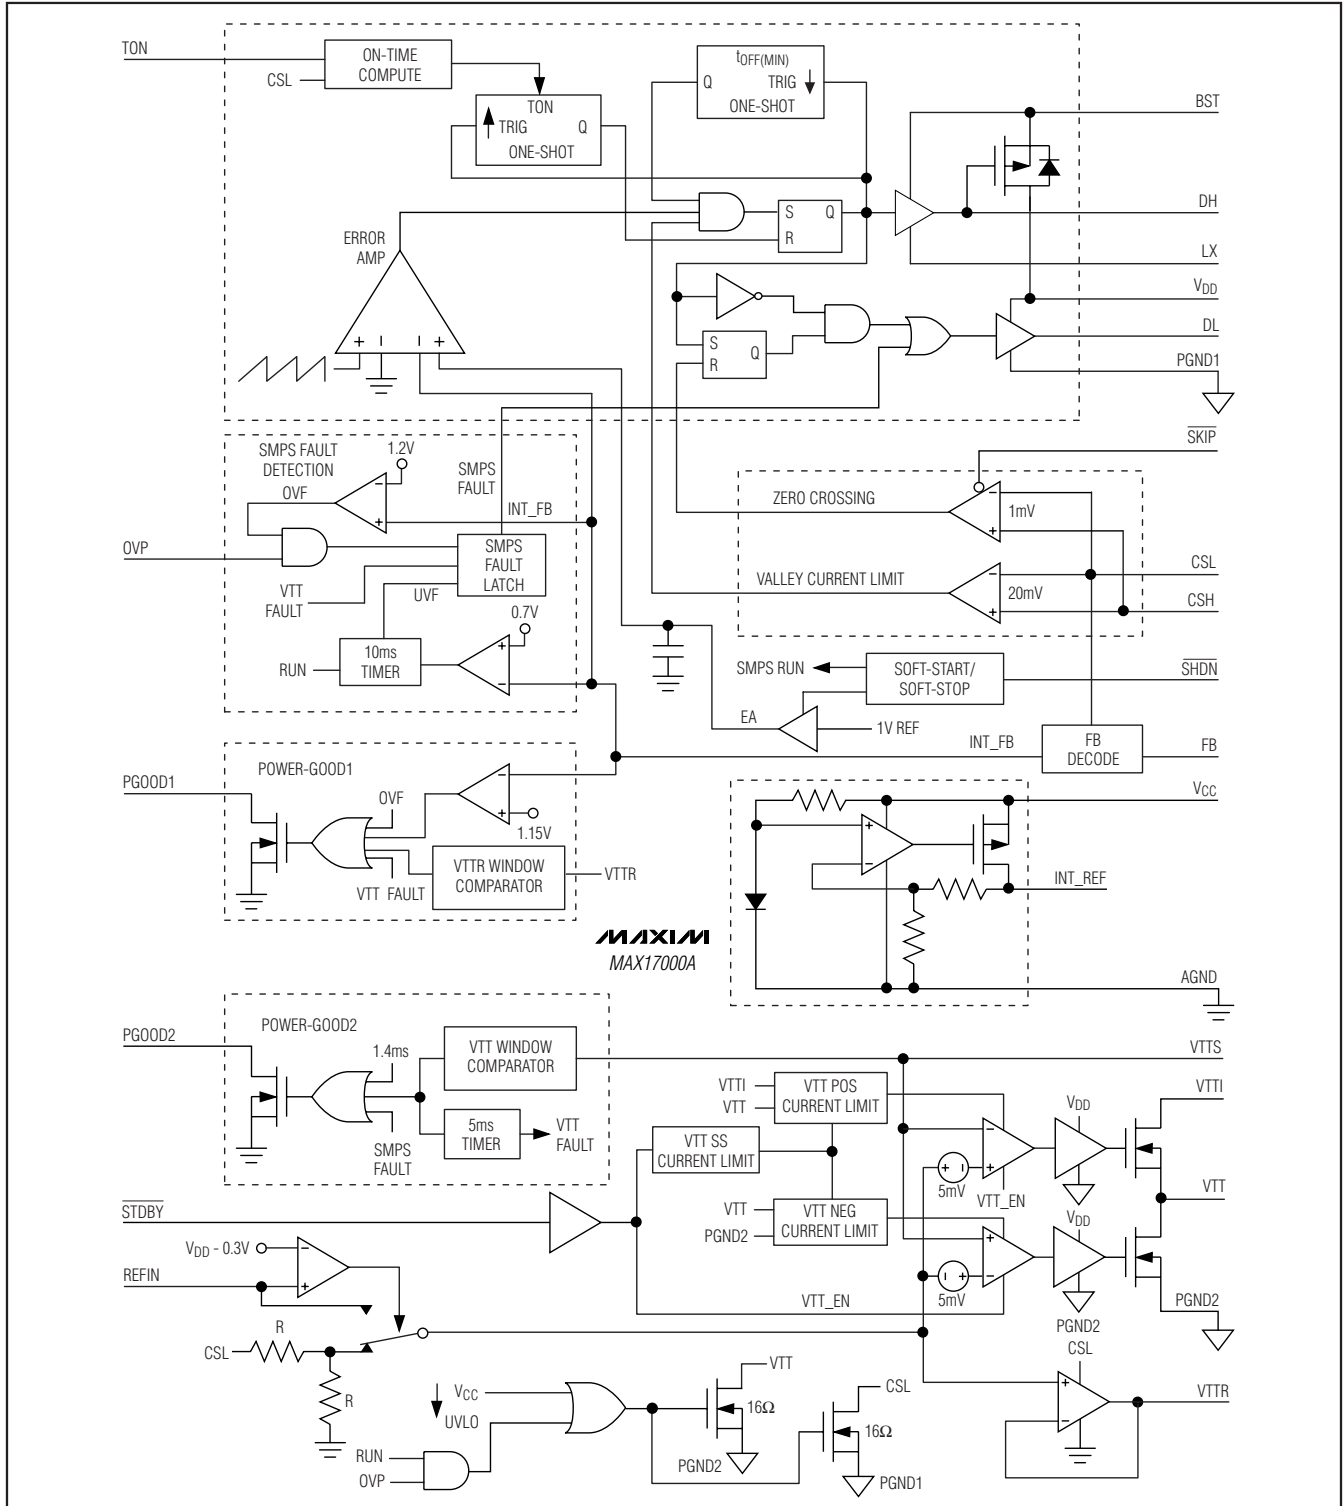 TON
ON-TIME
COMPUTE
CSL
TON
TRIG Q
ONE-SHOT
tOFF(MIN)
Q TRIG
ONE-SHOT
BST
S Q
R
DH
ERROR
AMP
LX
VDD
+ − − +
S
R Q
DL
PGND1
SMPS FAULT
DETECTION
1.2V
OVF
−
+
SMPS
FAULT
INT_FB
SKIP
ZERO CROSSING
−
1mV
+
OVP
SMPS
FAULT
LATCH
VTT
FAULT
UVF
VALLEY CURRENT LIMIT
−
20mV
+
CSL
CSH
0.7V
+
−
RUN
10ms
TIMER
SMPS RUN
SOFT-START/
SOFT-STOP
SHDN
EA
1V REF
INT_FB
FB
DECODE
FB
POWER-GOOD1
PGOOD1
−
+
1.15V
OVF
VTT FAULT
VTTR WINDOW
COMPARATOR
VTTR
VCC
+
−
INT_REF
MAXIM
MAX17000A
AGND
POWER-GOOD2
PGOOD2
1.4ms
VTT WINDOW
COMPARATOR
VTTS
SMPS
FAULT
5ms
TIMER
VTT
FAULT
VTTI
VTT
VTT POS
CURRENT LIMIT
VTT SS
CURRENT LIMIT
VTT
PGND2
VTT NEG
CURRENT LIMIT
−
+
+ −
5mV
VTT_EN
VDD
VTTI
VTT
+
−
− +
5mV
VDD
PGND2
PGND2
STDBY
VTT_EN
VDD - 0.3V
−
+
REFIN
R
CSL
R
VCC
UVLO
RUN
OVP
VTT
16Ω
PGND2
CSL
16Ω
PGND1
CSL
+
−
VTTR